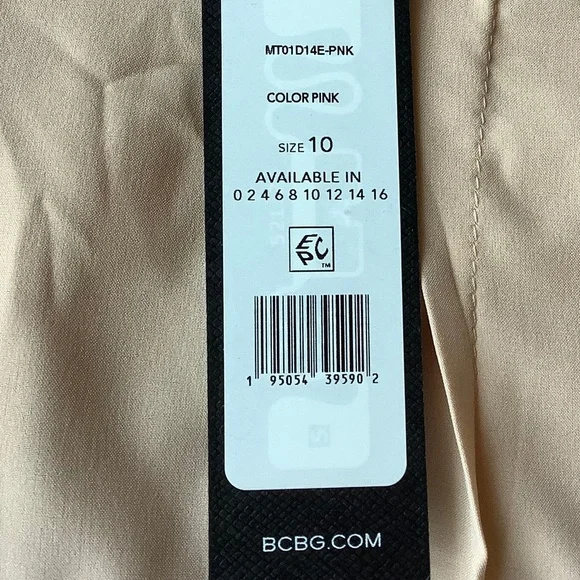 MT01D14E-PNK
COLOR PINK
SIZE 10
AVAILABLE IN
0 2 4 6 8 10 12 14 16
EPC
TM
1 95054 39590 2
BCBG.COM